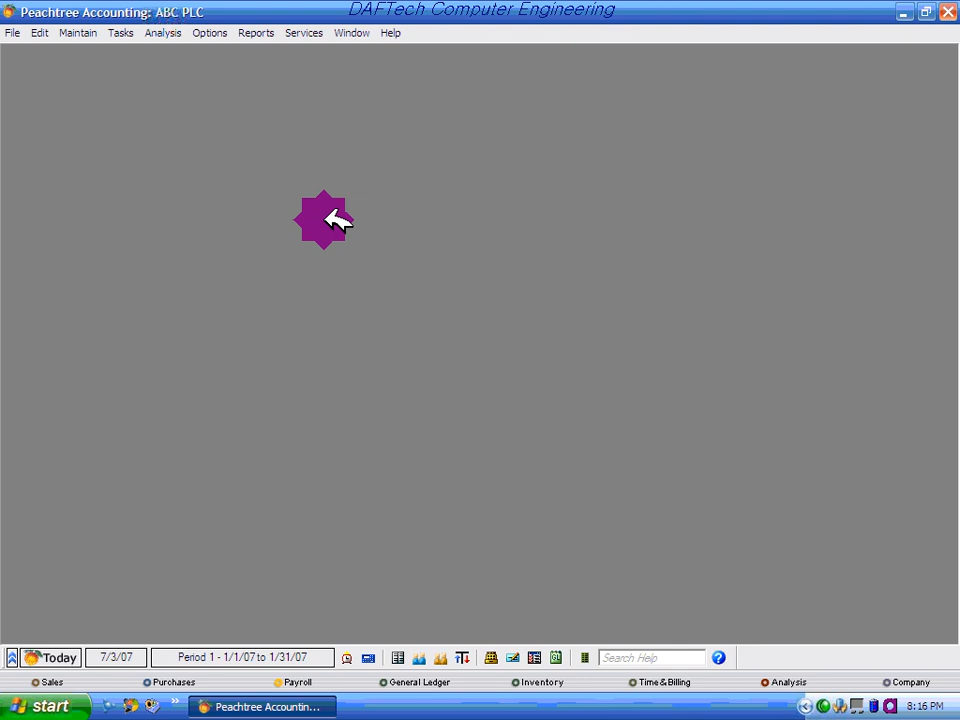 Peachtree Accounting: ABC PLC
DAFTech Computer Engineering
File Edit Maintain Tasks Analysis Options Reports Services Window Help
Today 7/3/07 Period 1 - 1/1/07 to 1/31/07 Search Help
Sales Purchases Payroll General Ledger Inventory Time & Billing Analysis Company
start Peachtree Accountin... 8:16 PM